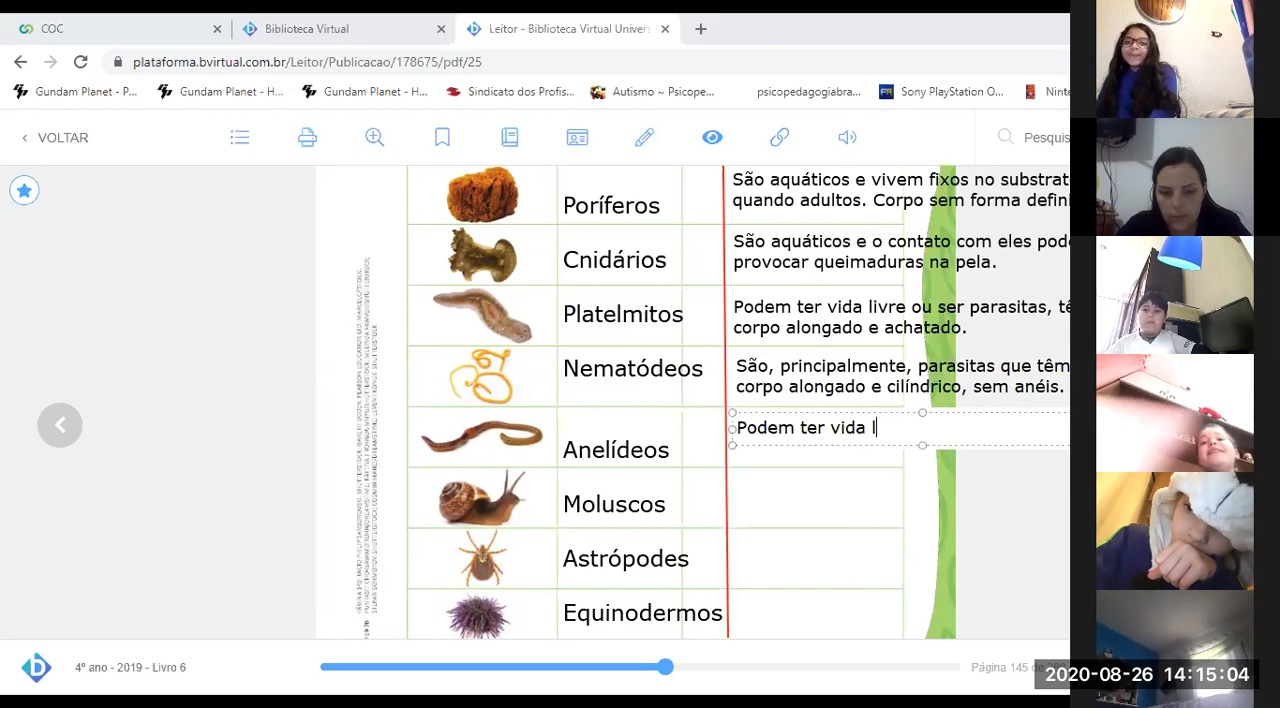 COC
Biblioteca Virtual
Leitor - Biblioteca Virtual Univers
plataforma.bvirtual.com.br/Leitor/Publicacao/178675/pdf/25
Gundam Planet - P...
Gundam Planet - H...
Gundam Planet - H...
Sindicato dos Profis...
Autismo ~ Psicope...
psicopedagogiabra...
Sony PlayStation O...
Ninte
VOLTAR
Pesquis
Poríferos
São aquáticos e vivem fixos no substrat
quando adultos. Corpo sem forma defini
Cnidários
São aquáticos e o contato com eles pod
provocar queimaduras na pela.
Platelmitos
Podem ter vida livre ou ser parasitas, tê
corpo alongado e achatado.
Nematódeos
São, principalmente, parasitas que têm
corpo alongado e cilíndrico, sem anéis.
Anelídeos
Podem ter vida l
Moluscos
Astrópodes
Equinodermos
4º ano - 2019 - Livro 6
Página 145 de
2020-08-26 14:15:04